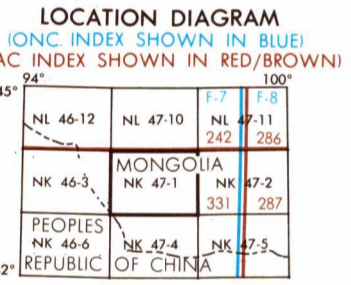 LOCATION DIAGRAM
(ONC. INDEX SHOWN IN BLUE)
AC INDEX SHOWN IN RED/BROWN)
94° 100°
45° F-7 F-8
NL 46-12 NL 47-10 NL 47-11
242 286
MONGOLIA
NK 46-3 NK 47-1 NK 47-2
331 287
PEOPLES
NK 46-6 NK 47-4 NK 47-5
2° REPUBLIC OF CHINA